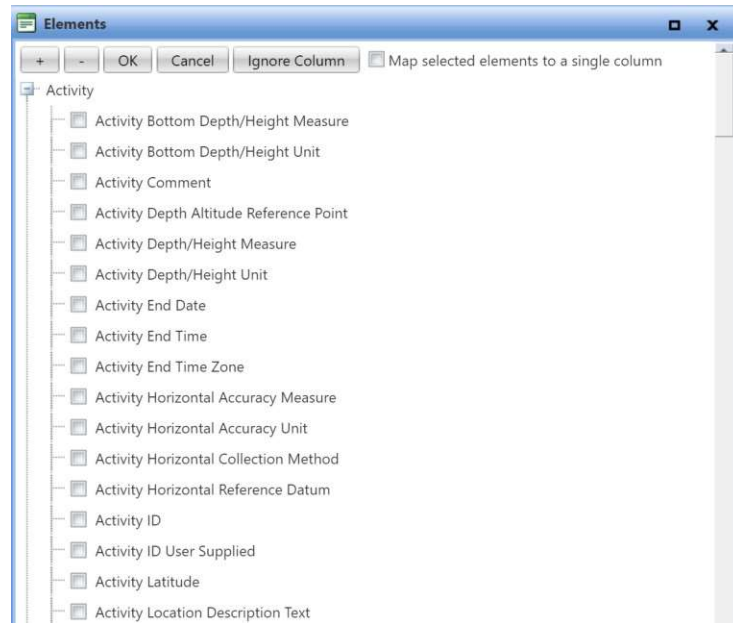 Elements
x
+ - OK Cancel Ignore Column Map selected elements to a single column
Activity
Activity Bottom Depth/Height Measure
Activity Bottom Depth/Height Unit
Activity Comment
Activity Depth Altitude Reference Point
Activity Depth/Height Measure
Activity Depth/Height Unit
Activity End Date
Activity End Time
Activity End Time Zone
Activity Horizontal Accuracy Measure
Activity Horizontal Accuracy Unit
Activity Horizontal Collection Method
Activity Horizontal Reference Datum
Activity ID
Activity ID User Supplied
Activity Latitude
Activity Location Description Text